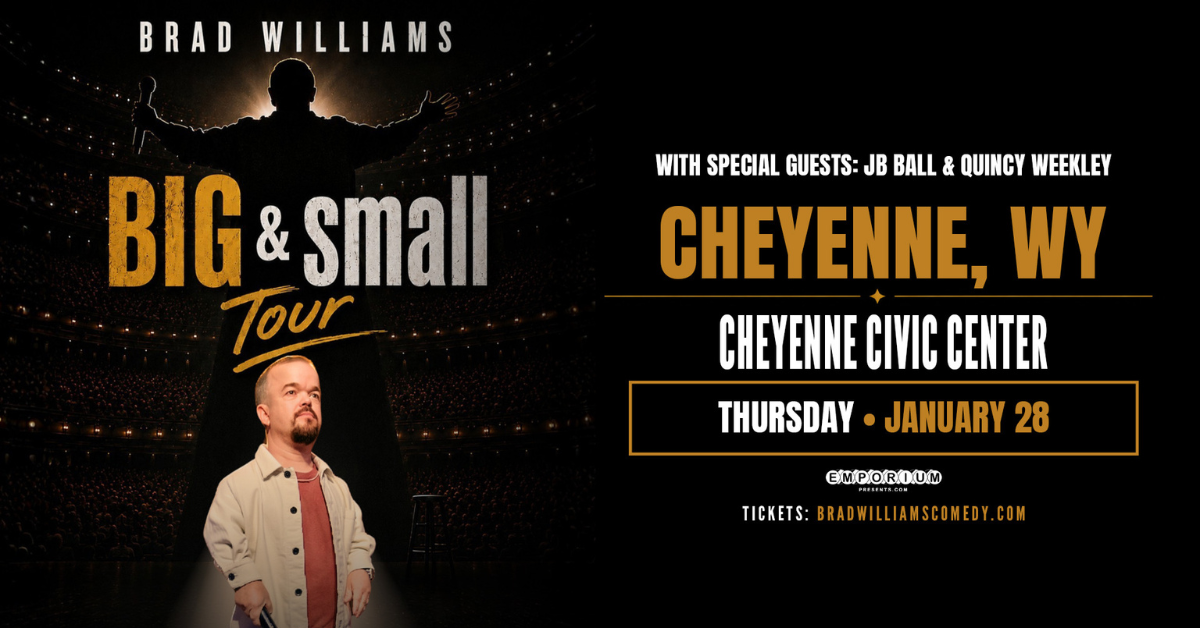 BRAD WILLIAMS
BIG & small
Tour
WITH SPECIAL GUESTS: JB BALL & QUINCY WEEKLEY
CHEYENNE, WY
CHEYENNE CIVIC CENTER
THURSDAY • JANUARY 28
EMPORIUM
PRESENTS.COM
TICKETS: BRADWILLIAMSCOMEDY.COM